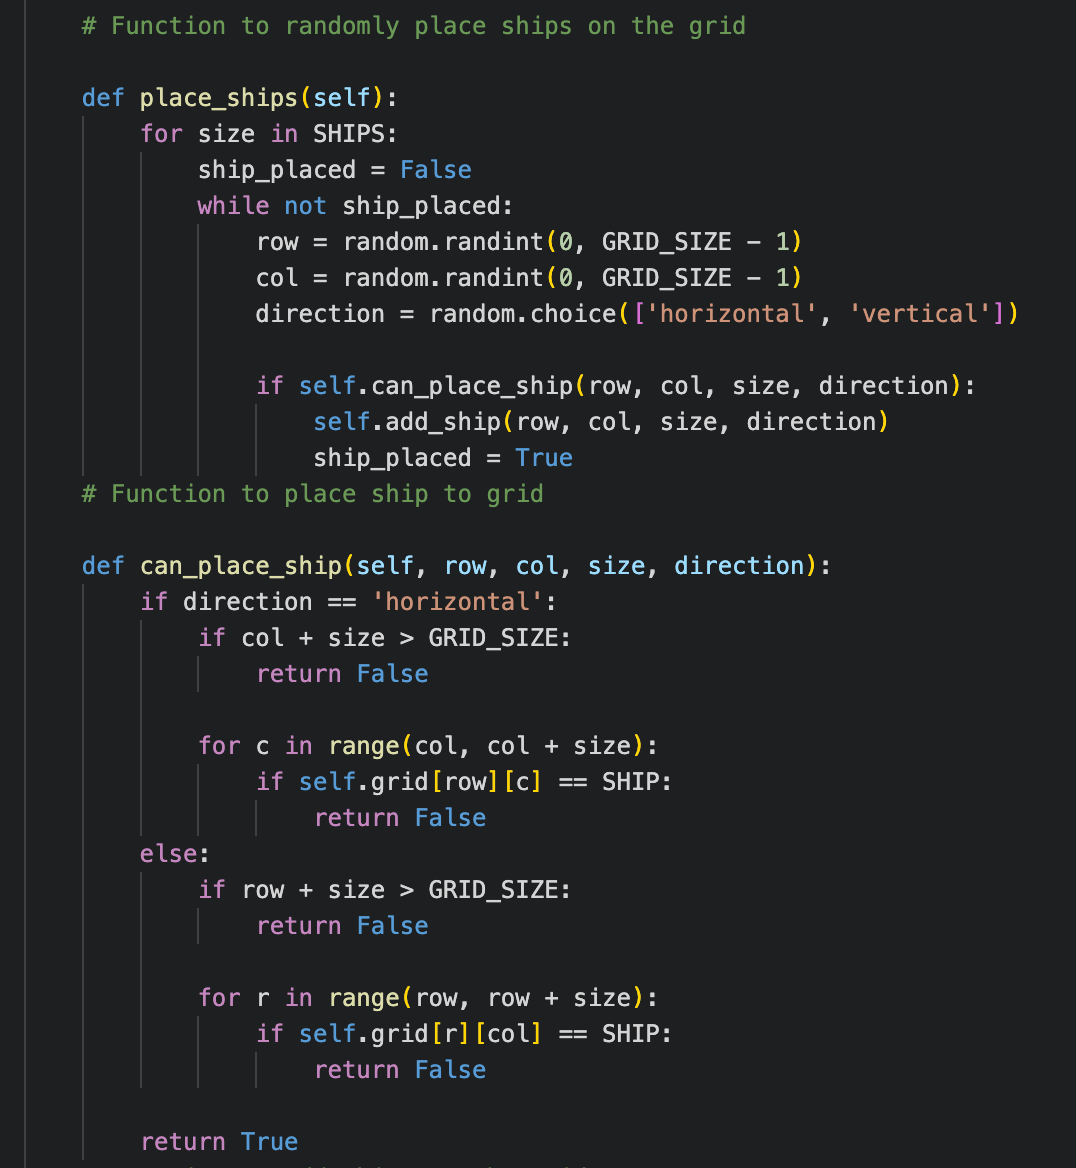 # Function to randomly place ships on the grid
def place_ships(self):
for size in SHIPS:
ship_placed = False
while not ship_placed:
row = random.randint(0, GRID_SIZE - 1)
col = random.randint(0, GRID_SIZE - 1)
direction = random.choice(['horizontal', 'vertical'])
if self.can_place_ship(row, col, size, direction):
self.add_ship(row, col, size, direction)
ship_placed = True
# Function to place ship to grid
def can_place_ship(self, row, col, size, direction):
if direction == 'horizontal':
if col + size > GRID_SIZE:
return False
for c in range(col, col + size):
if self.grid[row][c] == SHIP:
return False
else:
if row + size > GRID_SIZE:
return False
for r in range(row, row + size):
if self.grid[r][col] == SHIP:
return False
return True